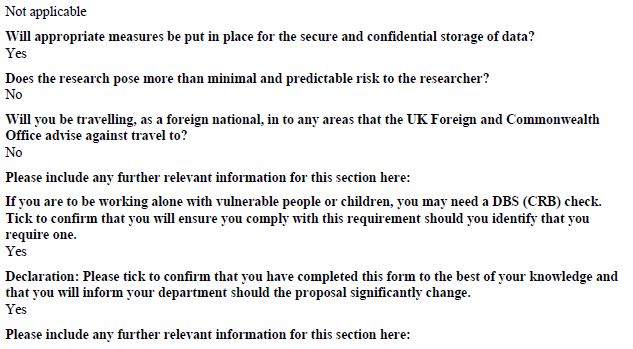 Not applicable
Will appropriate measures be put in place for the secure and confidential storage of data?
Yes
Does the research pose more than minimal and predictable risk to the researcher?
No
Will you be travelling, as a foreign national, in to any areas that the UK Foreign and Commonwealth
Office advise against travel to?
No
Please include any further relevant information for this section here:
If you are to be working alone with vulnerable people or children, you may need a DBS (CRB) check.
Tick to confirm that you will ensure you comply with this requirement should you identify that you
require one.
Yes
Declaration: Please tick to confirm that you have completed this form to the best of your knowledge and
that you will inform your department should the proposal significantly change.
Yes
Please include any further relevant information for this section here: